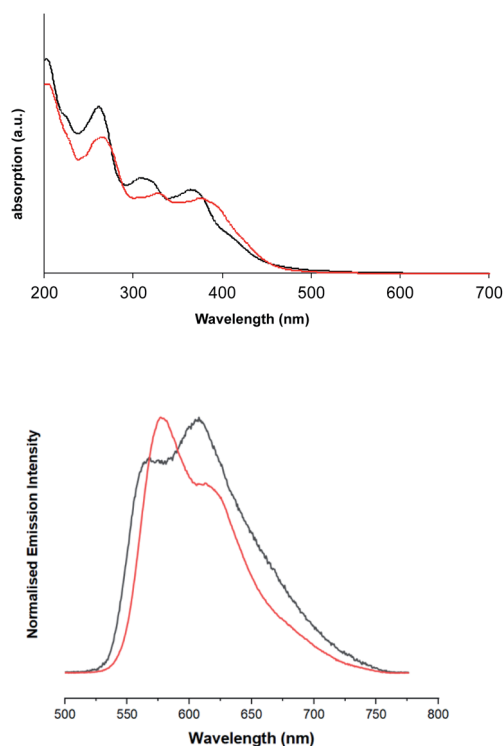 absorption (a.u.)
200 300 400 500 600 700
Wavelength (nm)
Normalised Emission Intensity
500 550 600 650 700 750 800
Wavelength (nm)